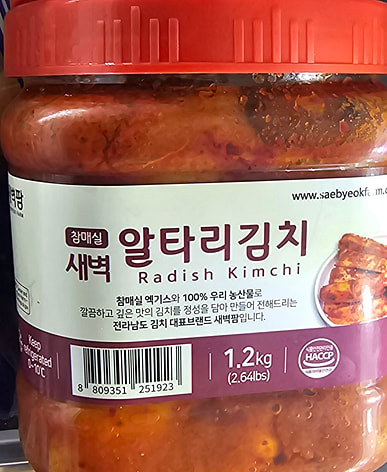 www.saebyeokfarm.c
벽팜
참매실
새벽 알타리김치
Radish Kimchi
참매실 엑기스와 100% 우리 농산물로
깔끔하고 깊은 맛의 김치를 정성을 담아 만들어 전해드리는
전라남도 김치 대표브랜드 새벽팜입니다.
Keep
refrigerated
0~10℃
8 809351 251923
1.2kg
(2.64lbs)
HACCP